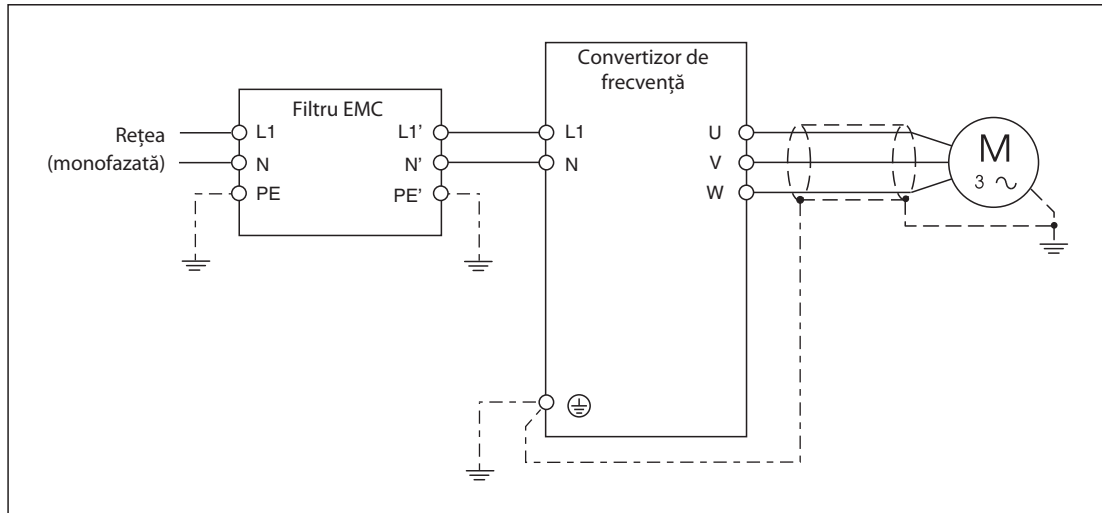 Convertizor de
frecvență
Filtru EMC
Rețea
(monofazată)
L1 L1' L1 U
N N' N V
PE PE' W
M
3 ~